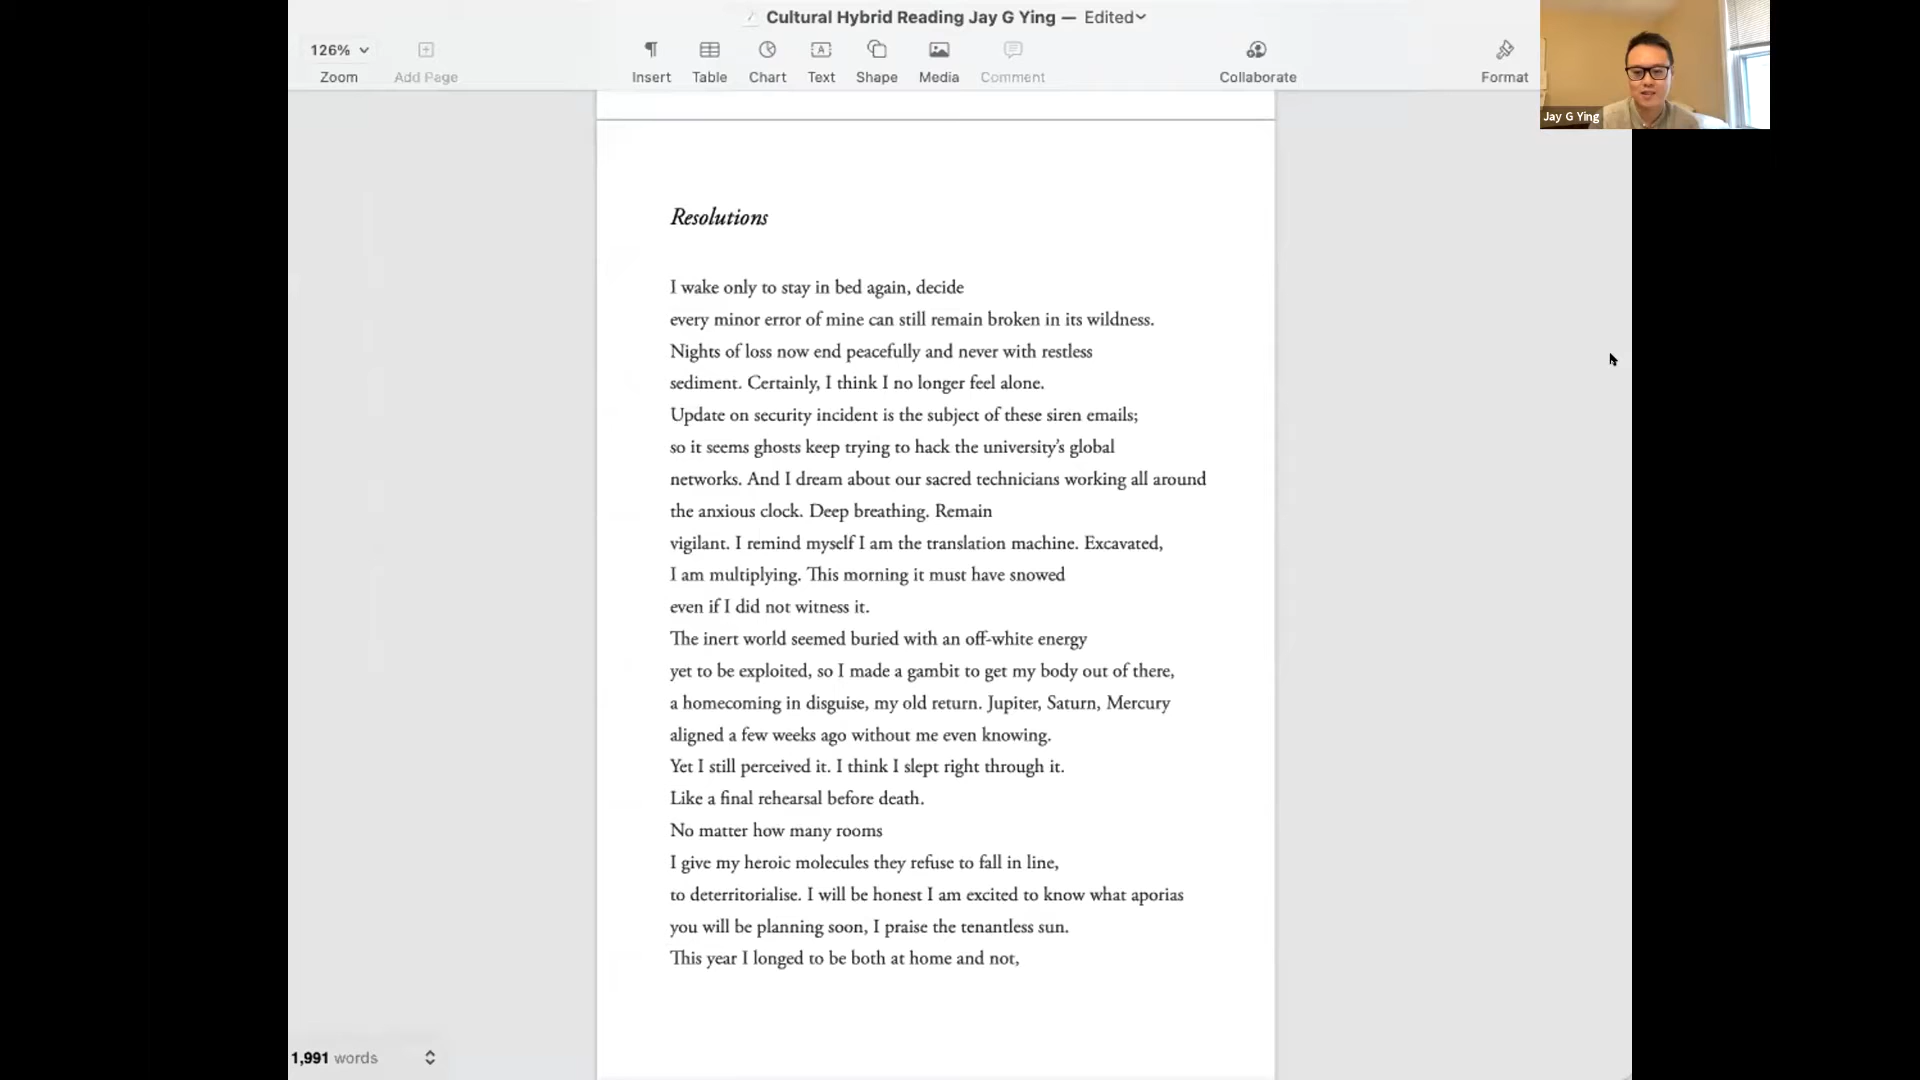 Cultural Hybrid Reading Jay G Ying — Edited
126%
Zoom
Add Page
Insert
Table
Chart
Text
Shape
Media
Comment
Collaborate
Format
Jay G Ying
Resolutions
I wake only to stay in bed again, decide
every minor error of mine can still remain broken in its wildness.
Nights of loss now end peacefully and never with restless
sediment. Certainly, I think I no longer feel alone.
Update on security incident is the subject of these siren emails;
so it seems ghosts keep trying to hack the university’s global
networks. And I dream about our sacred technicians working all around
the anxious clock. Deep breathing. Remain
vigilant. I remind myself I am the translation machine. Excavated,
I am multiplying. This morning it must have snowed
even if I did not witness it.
The inert world seemed buried with an off-white energy
yet to be exploited, so I made a gambit to get my body out of there,
a homecoming in disguise, my old return. Jupiter, Saturn, Mercury
aligned a few weeks ago without me even knowing.
Yet I still perceived it. I think I slept right through it.
Like a final rehearsal before death.
No matter how many rooms
I give my heroic molecules they refuse to fall in line,
to deterritorialise. I will be honest I am excited to know what aporias
you will be planning soon, I praise the tenantless sun.
This year I longed to be both at home and not,
1,991 words